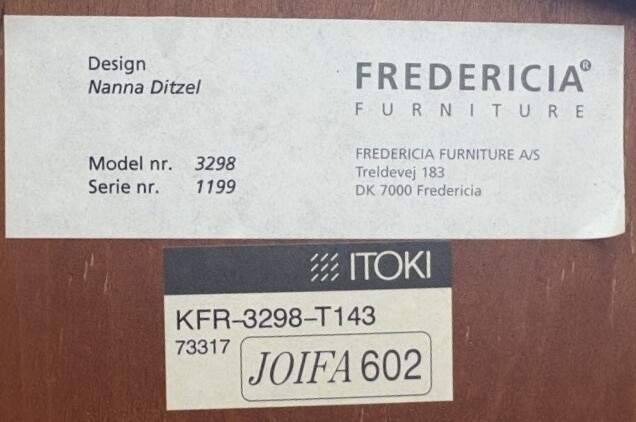 Design
Nanna Ditzel
Model nr. 3298
Serie nr. 1199
FREDERICIA®
FURNITURE
FREDERICIA FURNITURE A/S
Treldevej 183
DK 7000 Fredericia
ITOKI
KFR-3298-T143
73317
JOIFA 602